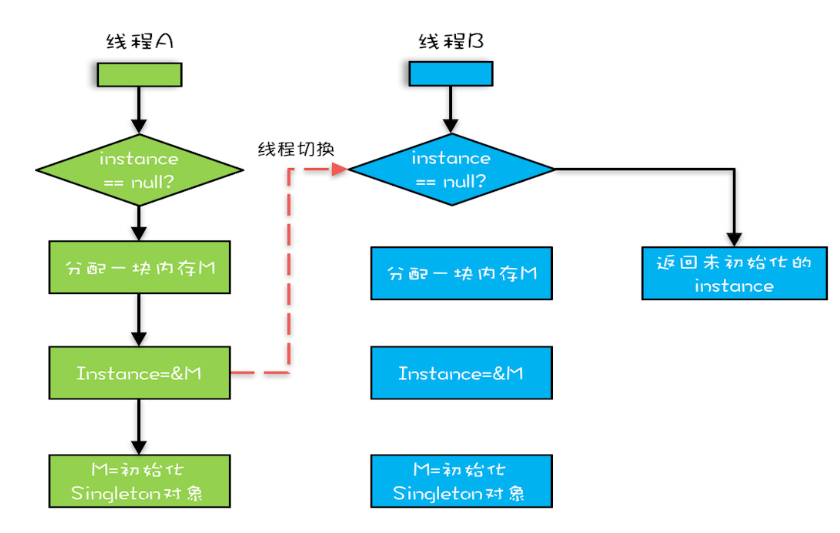 线程A
线程B
instance
== null?
线程切换
instance
== null?
分配一块内存M
分配一块内存M
返回未初始化的
instance
Instance=&M
Instance=&M
M=初始化
Singleton对象
M=初始化
Singleton对象